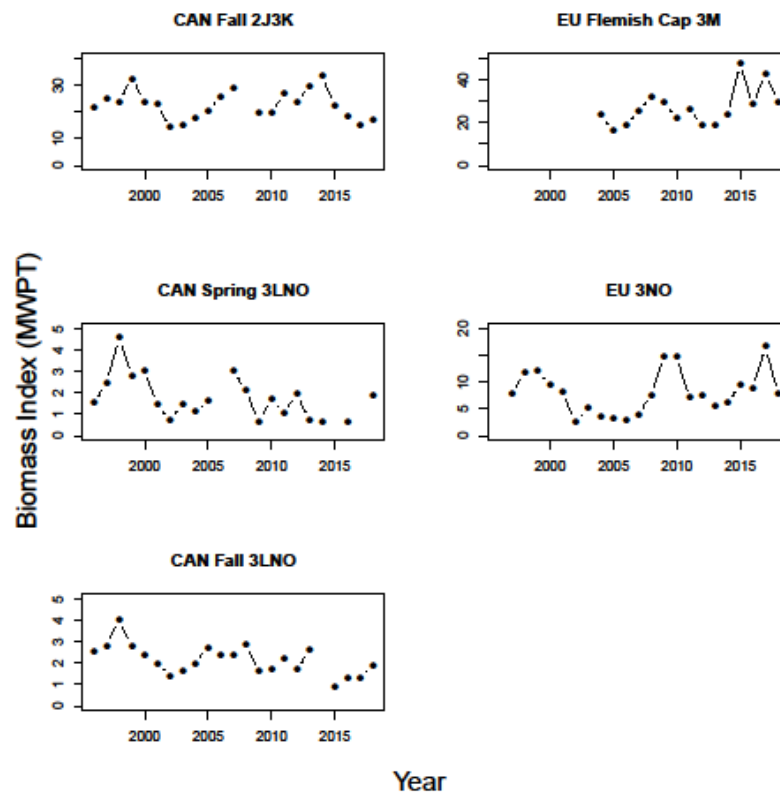 CAN Fall 2J3K
0 10 30
2000 2005 2010 2015
EU Flemish Cap 3M
0 20 40
2000 2005 2010 2015
Biomass Index (MWPT)
CAN Spring 3LNO
0 1 2 3 4 5
2000 2005 2010 2015
EU 3NO
0 5 10 20
2000 2005 2010 2015
CAN Fall 3LNO
0 1 2 3 4 5
2000 2005 2010 2015
Year